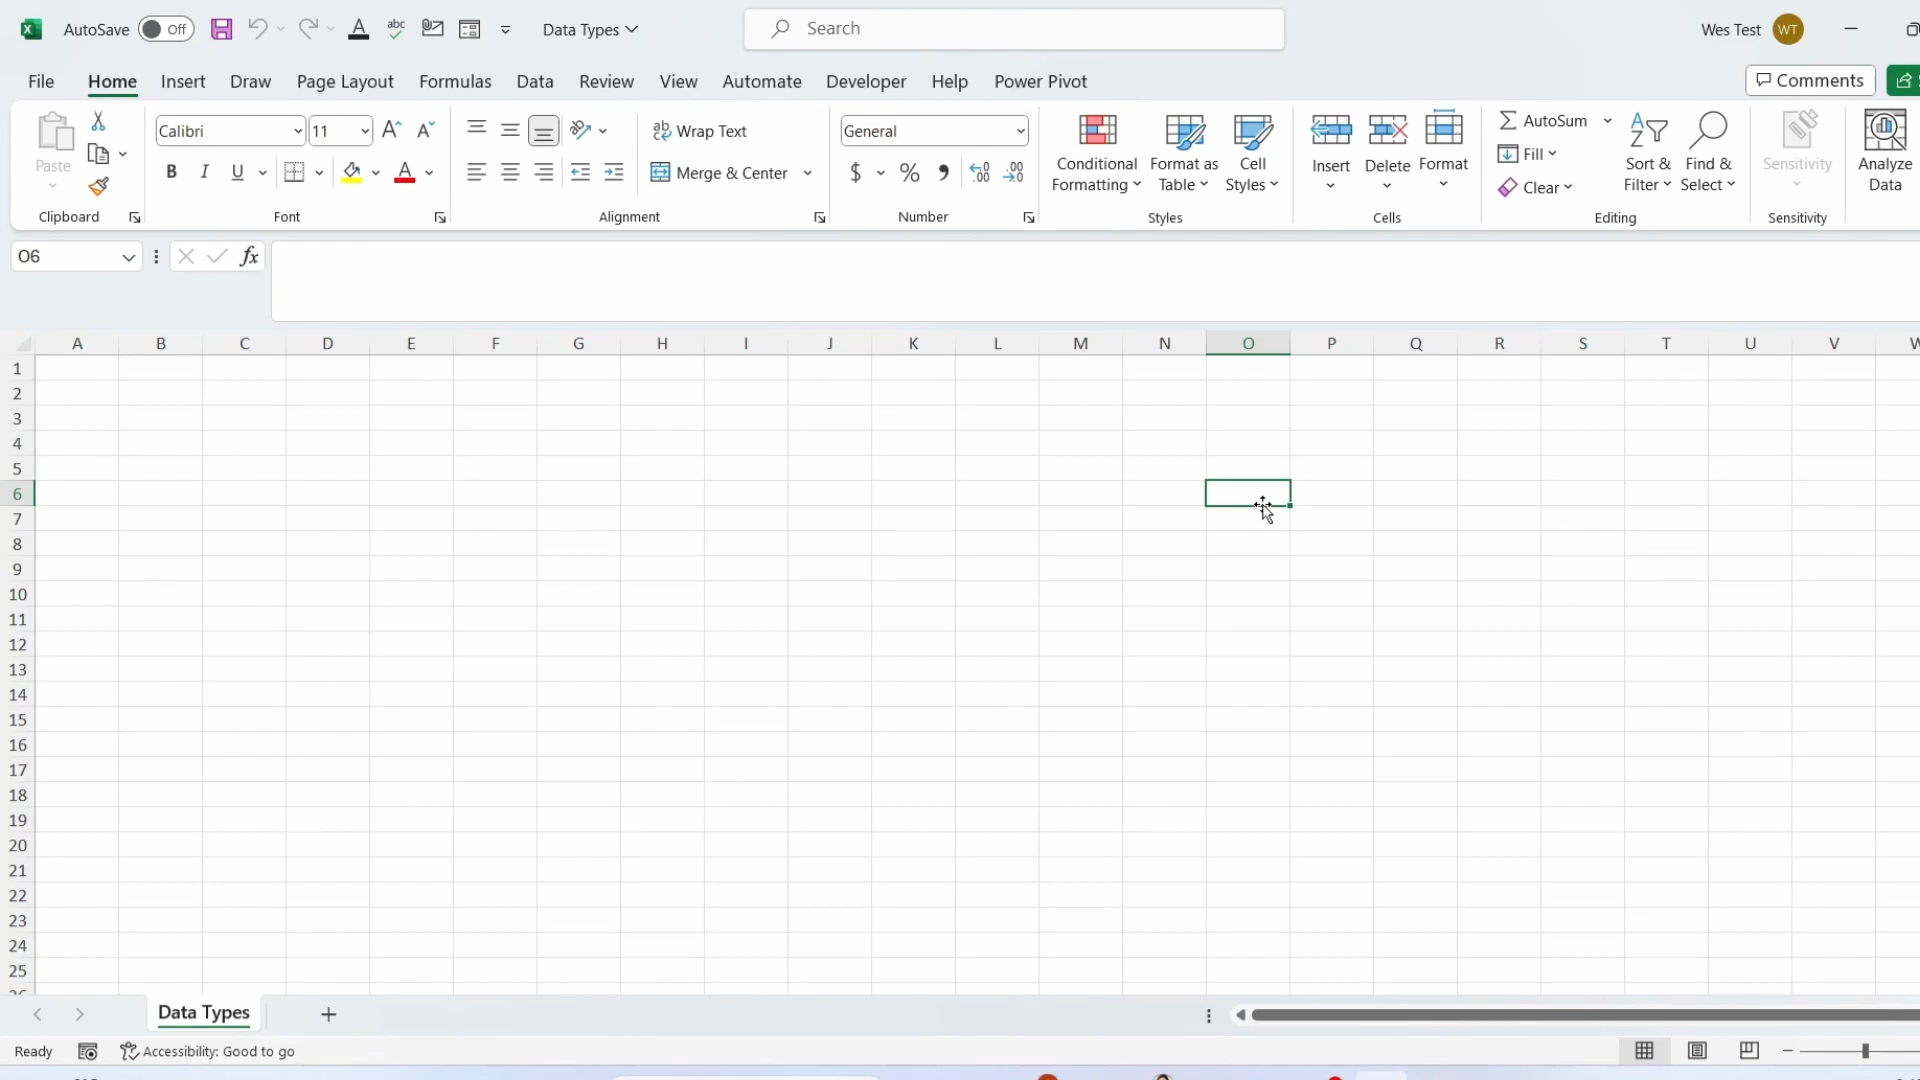 AutoSave Off Data Types Search Wes Test WT
File Home Insert Draw Page Layout Formulas Data Review View Automate Developer Help Power Pivot Comments
Paste Calibri 11 Wrap Text General Conditional Formatting Format as Table Cell Styles Insert Delete Format AutoSum Fill Clear Sort & Filter Find & Select Sensitivity Analyze Data
B I U Merge & Center $ %
Clipboard Font Alignment Number Styles Cells Editing Sensitivity
O6 fx
A B C D E F G H I J K L M N O P Q R S T U V W
1
2
3
4
5
6
7
8
9
10
11
12
13
14
15
16
17
18
19
20
21
22
23
24
25
Data Types
Ready Accessibility: Good to go